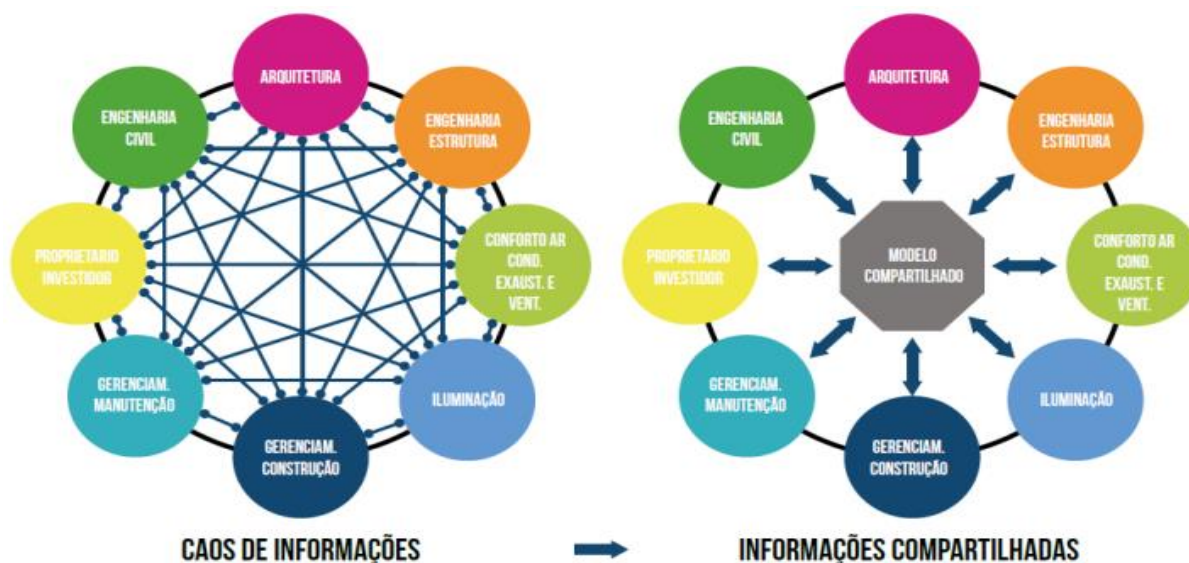 ARQUITETURA
ENGENHARIA
CIVIL
ENGENHARIA
ESTRUTURA
PROPRIETARIO
INVESTIDOR
CONFORTO AR
COND.
EXAUST. E
VENT.
GERENCIAM.
MANUTENÇÃO
ILUMINAÇÃO
GERENCIAM.
CONSTRUÇÃO
CAOS DE INFORMAÇÕES
ARQUITETURA
ENGENHARIA
CIVIL
ENGENHARIA
ESTRUTURA
PROPRIETARIO
INVESTIDOR
MODELO
COMPARTILHADO
CONFORTO AR
COND.
EXAUST. E
VENT.
GERENCIAM.
MANUTENÇÃO
ILUMINAÇÃO
GERENCIAM.
CONSTRUÇÃO
INFORMAÇÕES COMPARTILHADAS